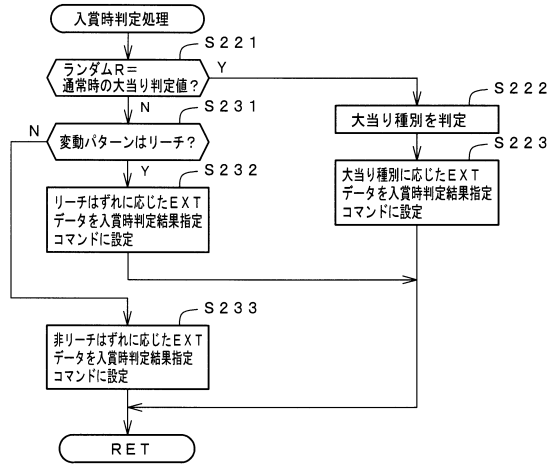 入賞時判定処理
S221
ランダムR＝
通常時の大当り判定値？
Y
N
S222
大当り種別を判定
S231
変動パターンはリーチ？
N
Y
S223
大当り種別に応じたEXT
データを入賞時判定結果指定
コマンドに設定
S232
リーチはずれに応じたEXT
データを入賞時判定結果指定
コマンドに設定
S233
非リーチはずれに応じたEXT
データを入賞時判定結果指定
コマンドに設定
RET